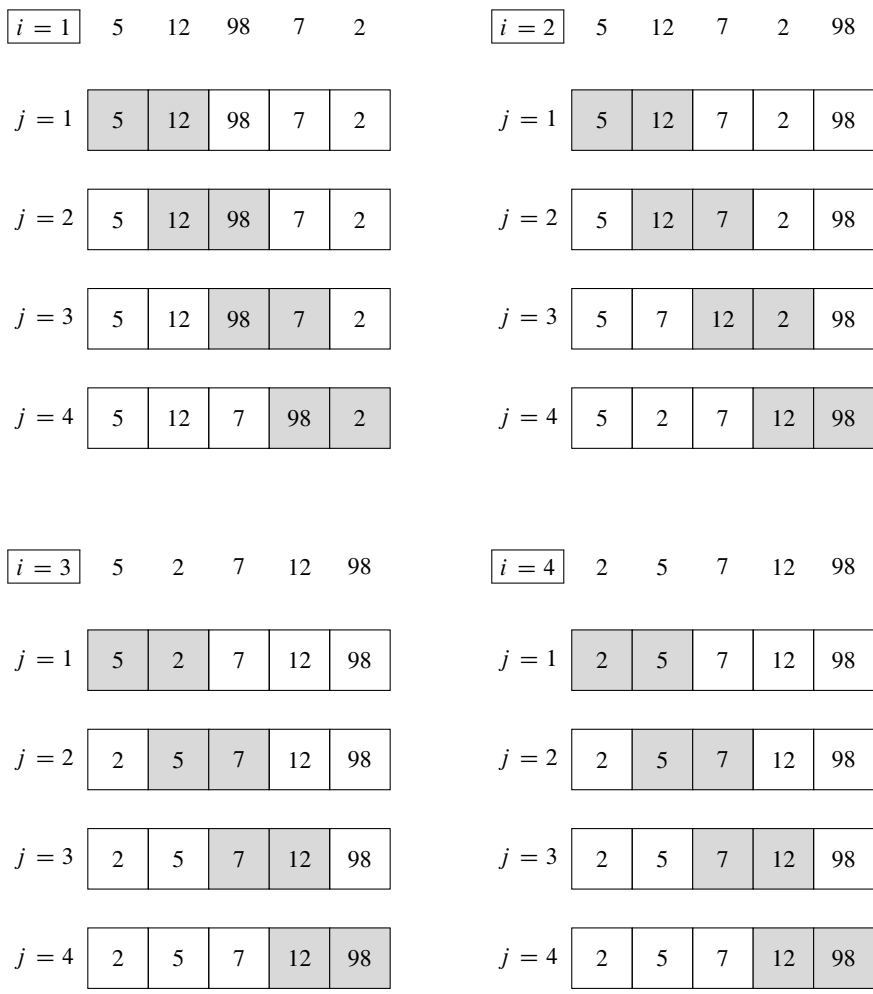 i = 1 5 12 98 7 2
j = 1 5 12 98 7 2
j = 2 5 12 98 7 2
j = 3 5 12 98 7 2
j = 4 5 12 7 98 2
i = 2 5 12 7 2 98
j = 1 5 12 7 2 98
j = 2 5 12 7 2 98
j = 3 5 7 12 2 98
j = 4 5 2 7 12 98
i = 3 5 2 7 12 98
j = 1 5 2 7 12 98
j = 2 2 5 7 12 98
j = 3 2 5 7 12 98
j = 4 2 5 7 12 98
i = 4 2 5 7 12 98
j = 1 2 5 7 12 98
j = 2 2 5 7 12 98
j = 3 2 5 7 12 98
j = 4 2 5 7 12 98